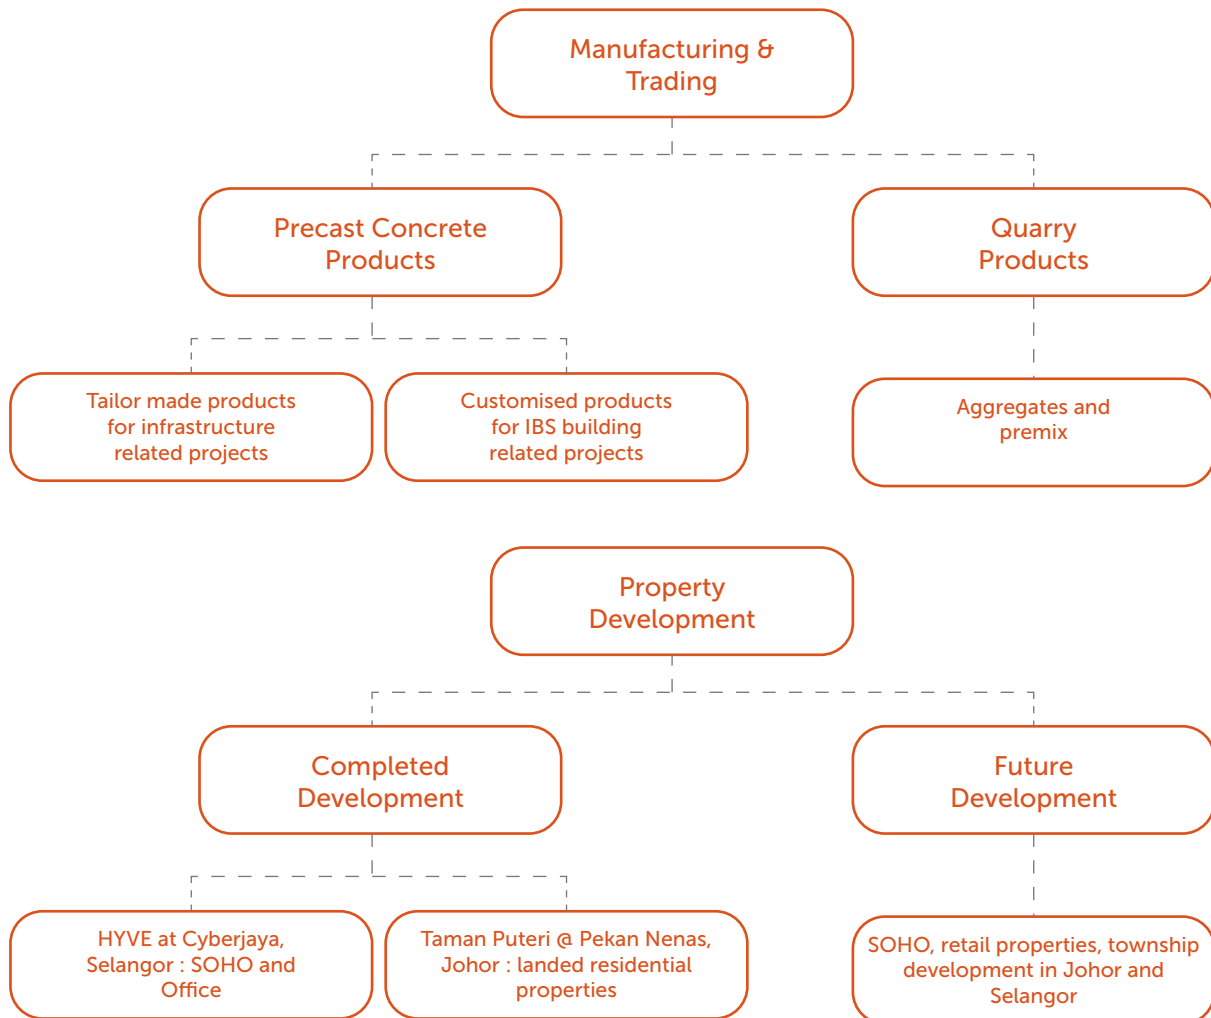 Manufacturing &
Trading
Precast Concrete
Products
Quarry
Products
Tailor made products
for infrastructure
related projects
Customised products
for IBS building
related projects
Aggregates and
premix
Property
Development
Completed
Development
Future
Development
HYVE at Cyberjaya,
Selangor : SOHO and
Office
Taman Puteri @ Pekan Nenas,
Johor : landed residential
properties
SOHO, retail properties, township
development in Johor and
Selangor